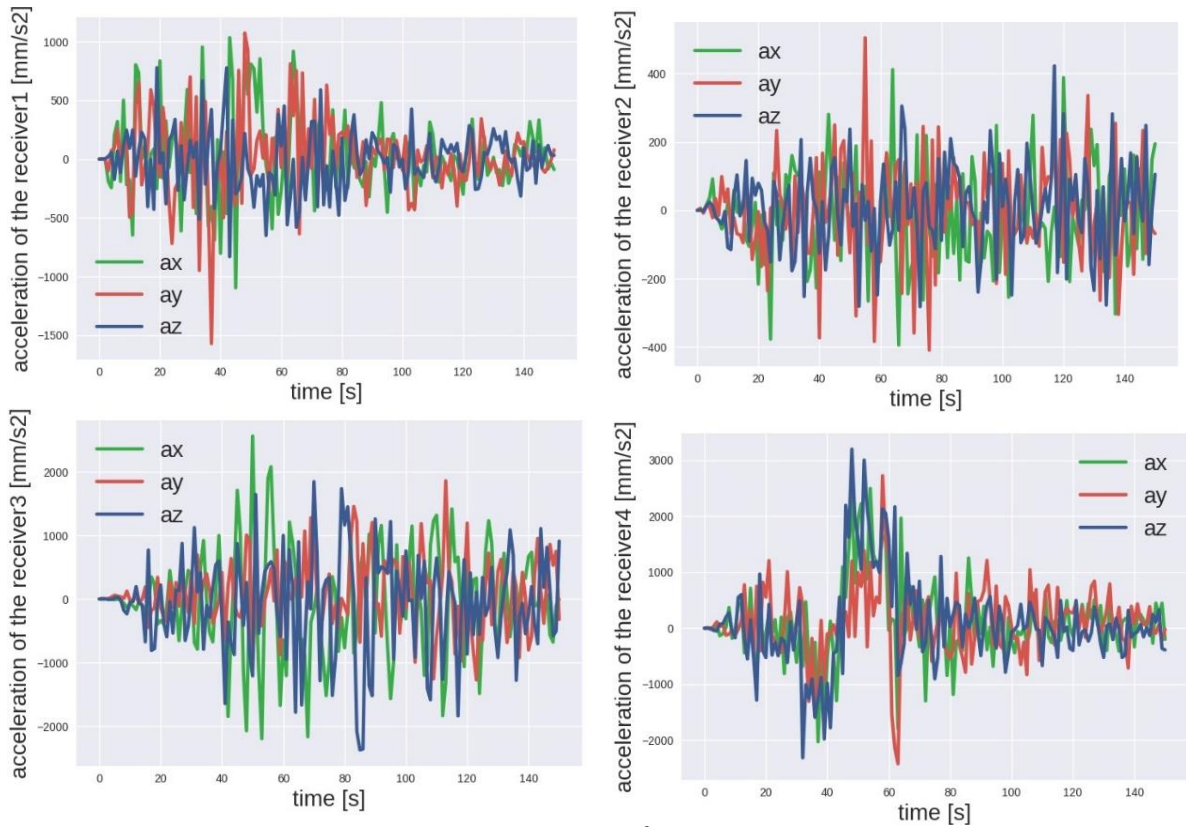 acceleration of the receiver1 [mm/s2]
1000
500
0
−500
−1000
−1500
ax
ay
az
0 20 40 60 80 100 120 140
time [s]
acceleration of the receiver2 [mm/s2]
400
200
0
−200
−400
ax
ay
az
0 20 40 60 80 100 120 140
time [s]
acceleration of the receiver3 [mm/s2]
2000
1000
0
−1000
−2000
ax
ay
az
0 20 40 60 80 100 120 140
time [s]
acceleration of the receiver4 [mm/s2]
3000
2000
1000
0
−1000
−2000
ax
ay
az
0 20 40 60 80 100 120 140
time [s]